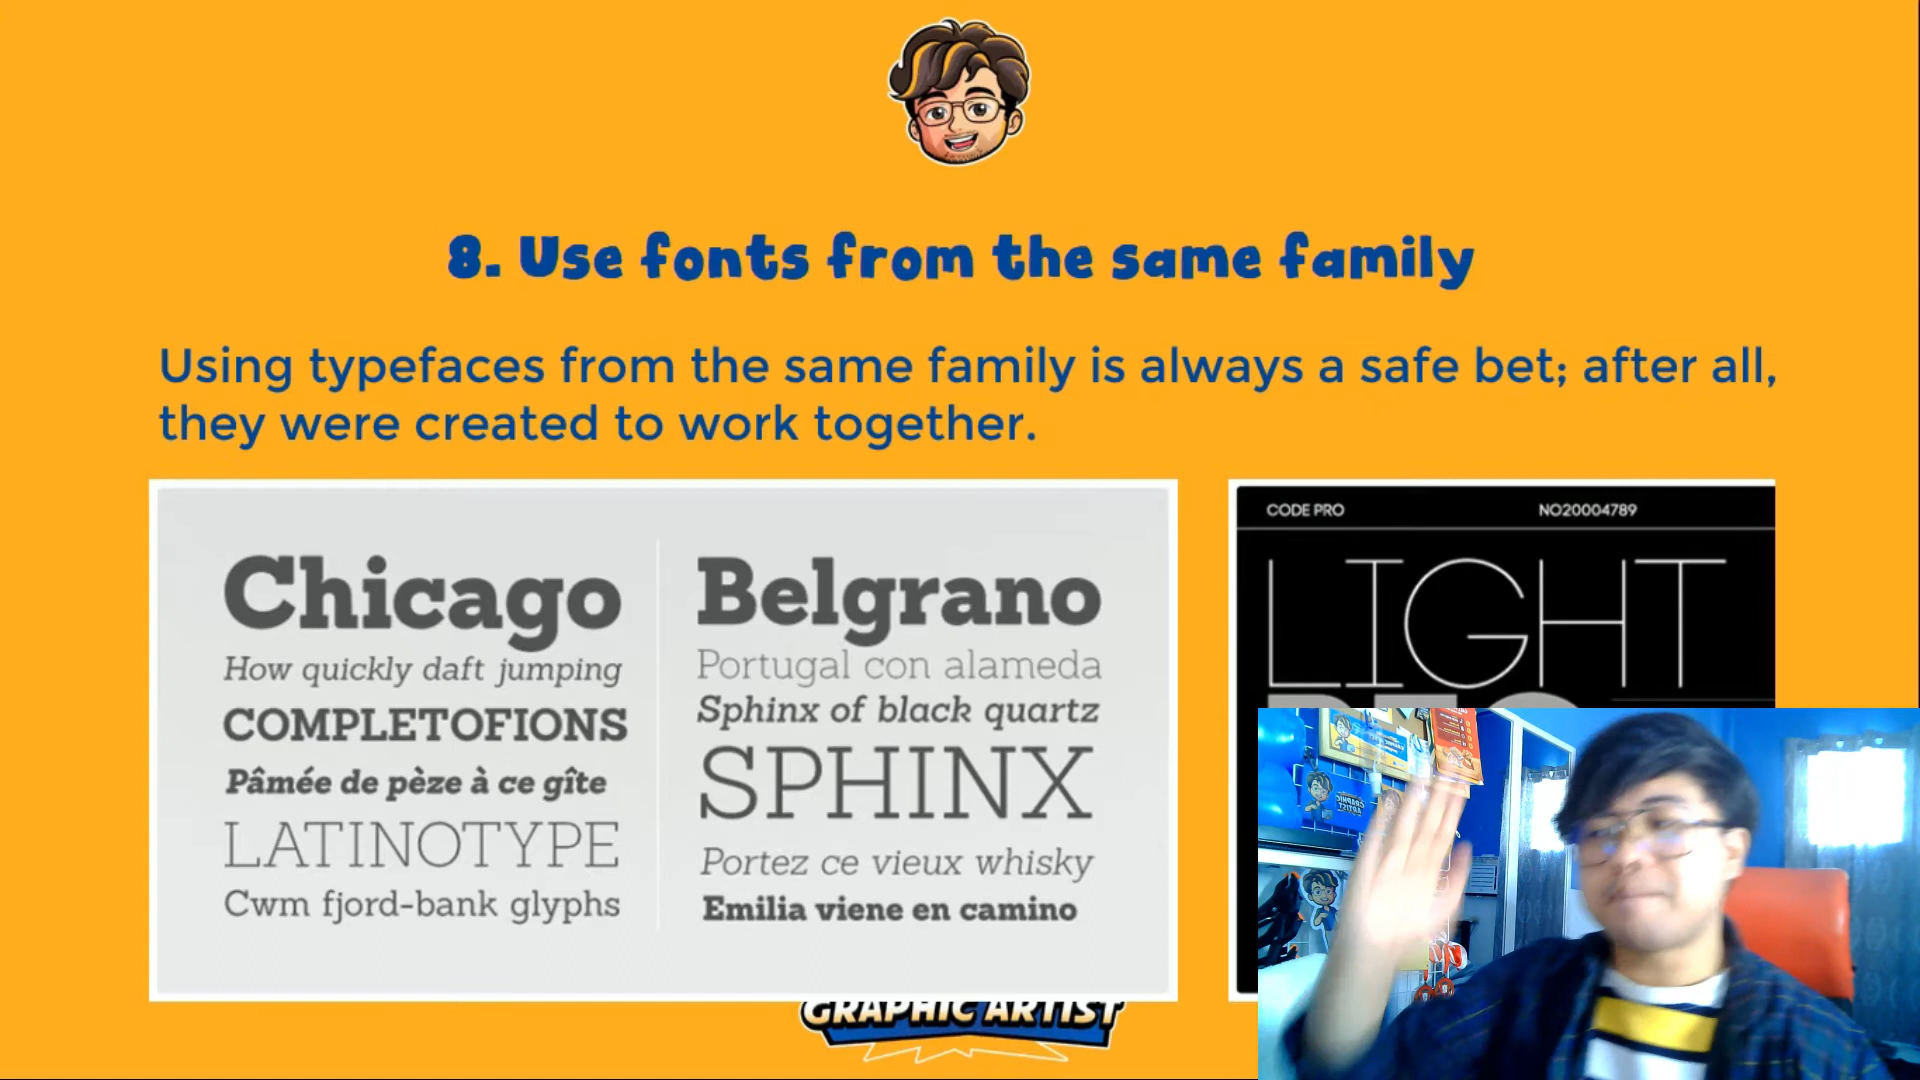 8. Use fonts from the same family
Using typefaces from the same family is always a safe bet; after all,
they were created to work together.
Chicago
How quickly daft jumping
COMPLETOFIONS
Pâmée de pèze à ce gîte
LATINOTYPE
Cwm fjord-bank glyphs
Belgrano
Portugal con alameda
Sphinx of black quartz
SPHINX
Portez ce vieux whisky
Emilia viene en camino
CODE PRO
NO20004789
LIGHT
GRAPHIC ARTIST